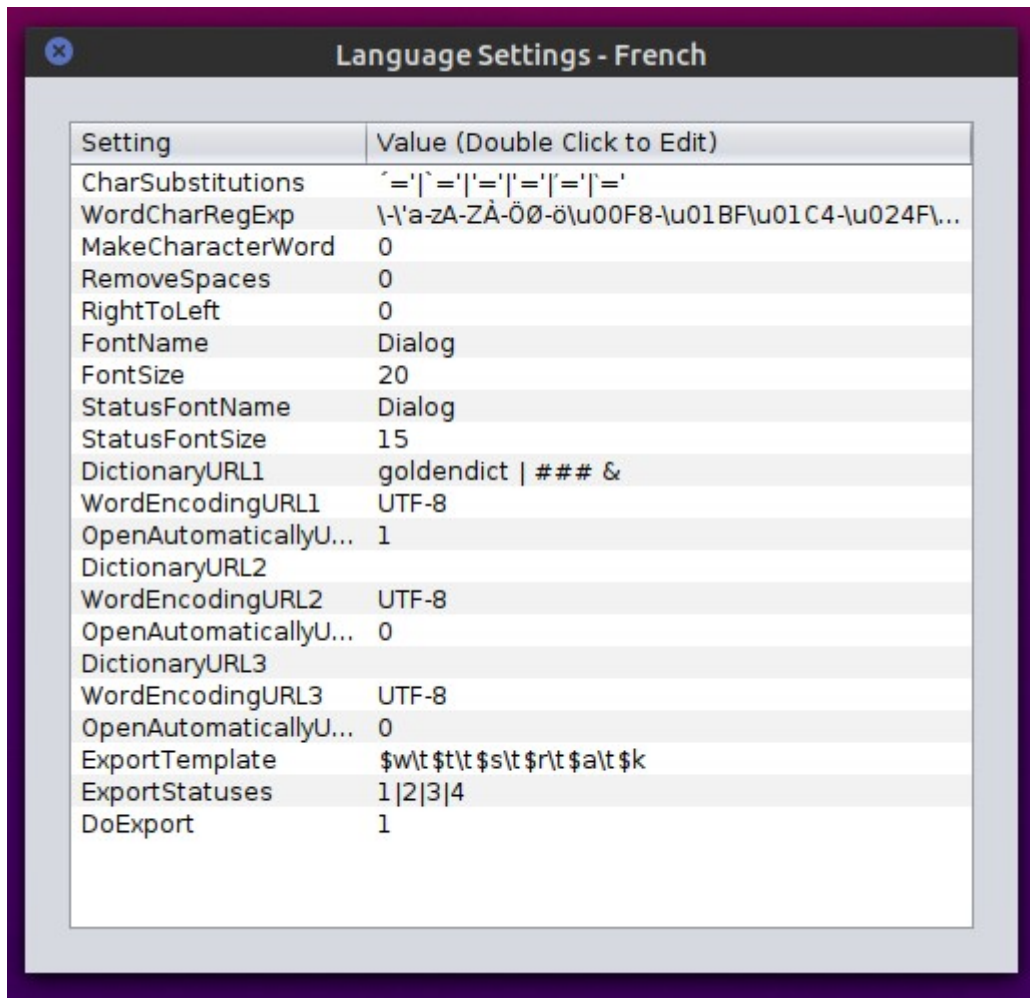 Language Settings - French
Setting Value (Double Click to Edit)
CharSubstitutions ´='|`='|'='|'='|′='|‵='
WordCharRegExp \-\'a-zA-ZÀ-ÖØ-ö\u00F8-\u01BF\u01C4-\u024F\...
MakeCharacterWord 0
RemoveSpaces 0
RightToLeft 0
FontName Dialog
FontSize 20
StatusFontName Dialog
StatusFontSize 15
DictionaryURL1 goldendict | ### &
WordEncodingURL1 UTF-8
OpenAutomaticallyU... 1
DictionaryURL2
WordEncodingURL2 UTF-8
OpenAutomaticallyU... 0
DictionaryURL3
WordEncodingURL3 UTF-8
OpenAutomaticallyU... 0
ExportTemplate $w\t$t\t$s\t$r\t$a\t$k
ExportStatuses 1|2|3|4
DoExport 1